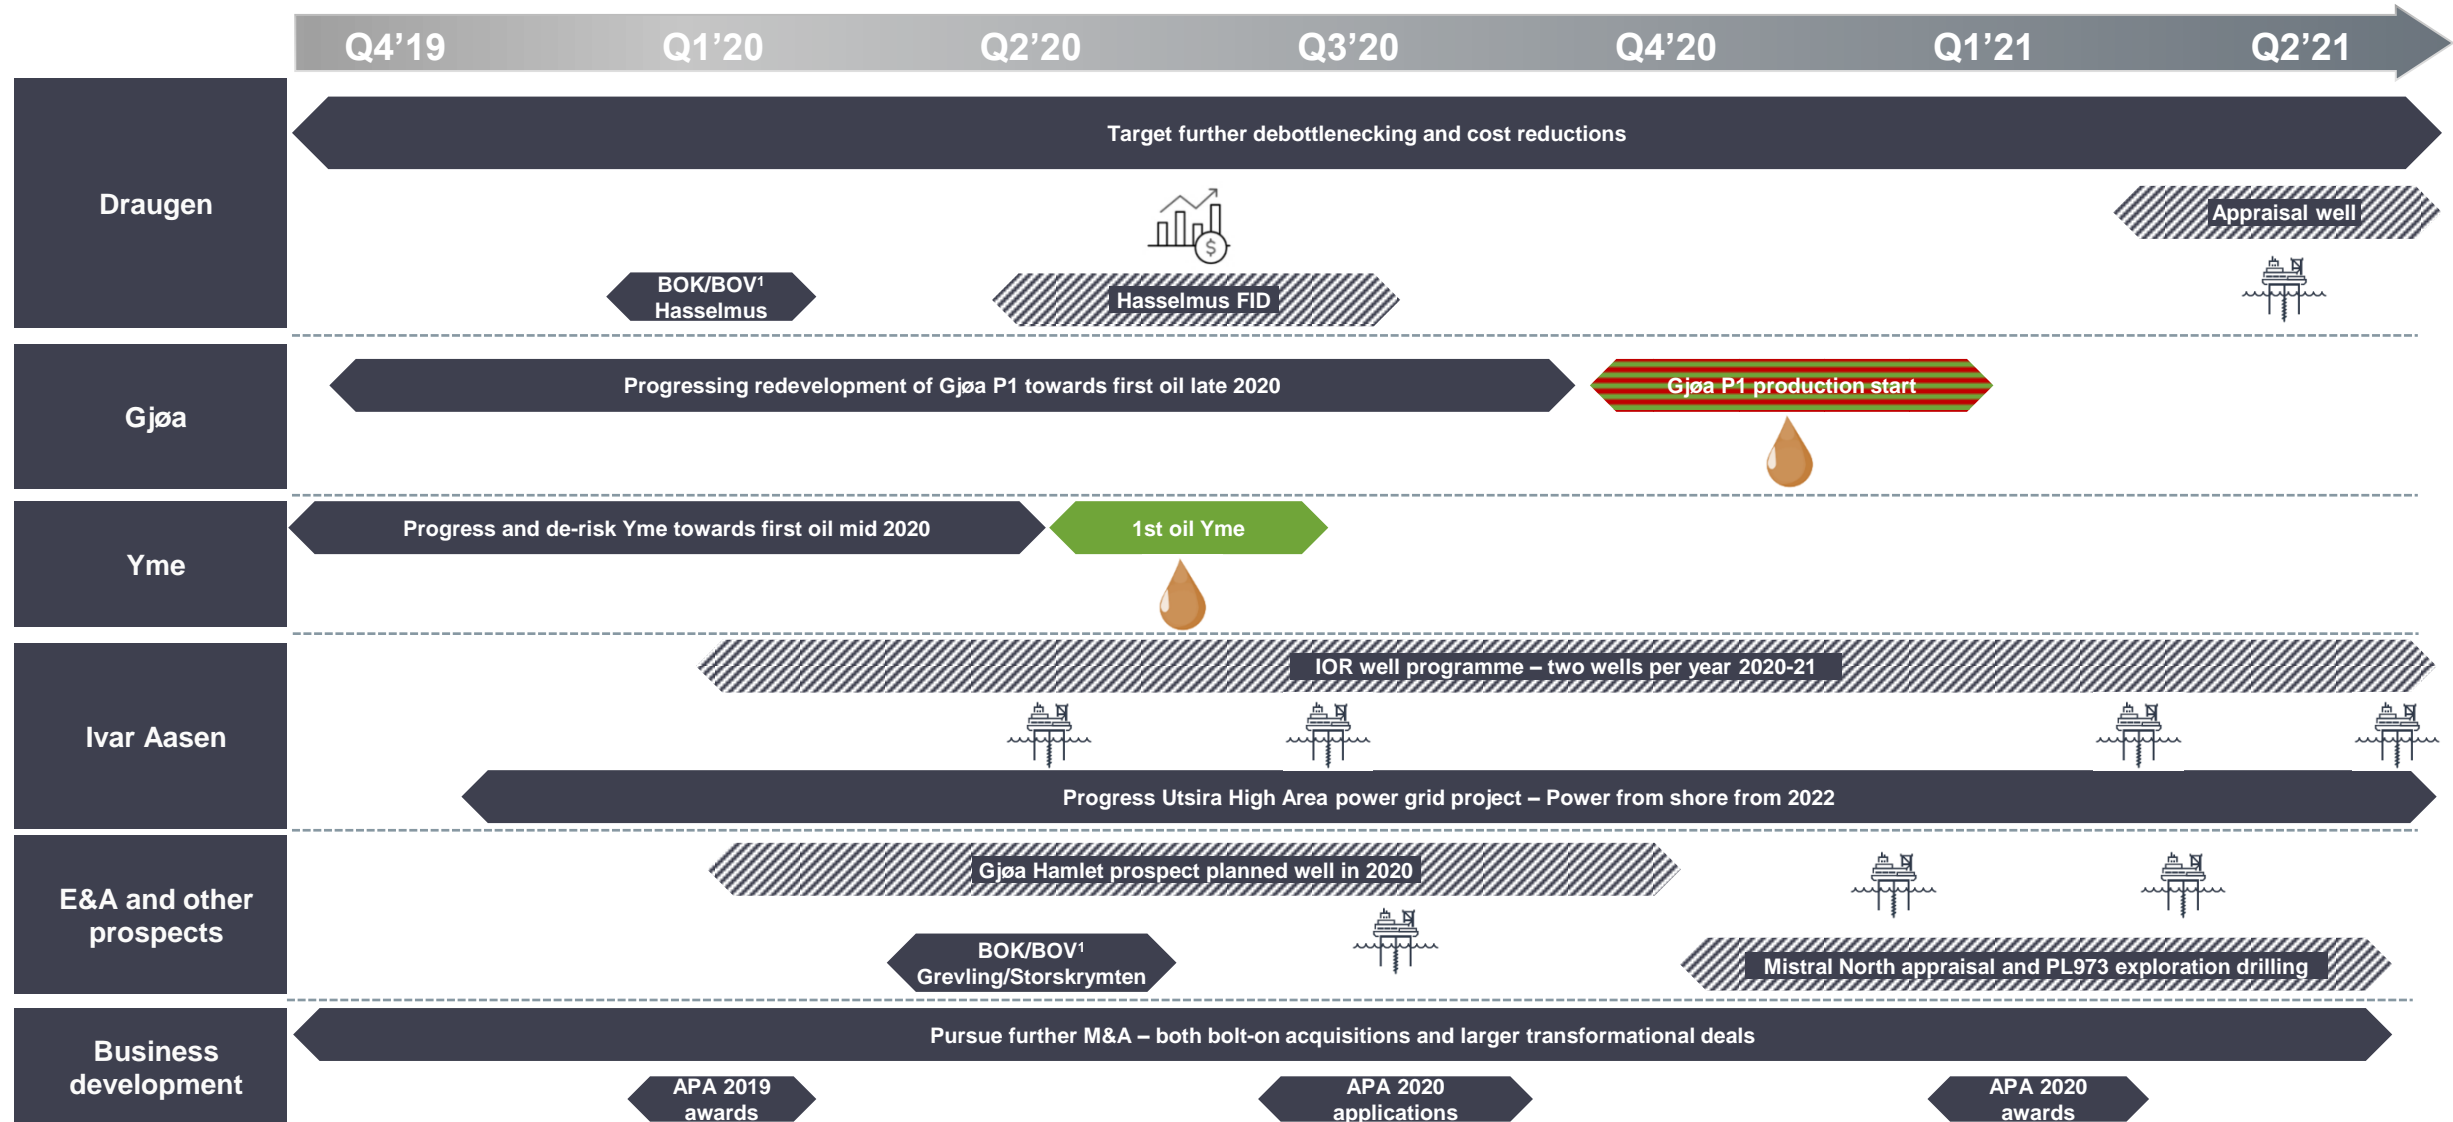 Q4’19 Q1’20 Q2’20 Q3’20 Q4’20 Q1’21 Q2’21
Draugen
Target further debottlenecking and cost reductions
Appraisal well
BOK/BOV¹
Hasselmus
Hasselmus FID
$
Gjøa
Progressing redevelopment of Gjøa P1 towards first oil late 2020
Gjøa P1 production start
Yme
Progress and de-risk Yme towards first oil mid 2020
1st oil Yme
Ivar Aasen
IOR well programme – two wells per year 2020-21
Progress Utsira High Area power grid project – Power from shore from 2022
E&A and other
prospects
Gjøa Hamlet prospect planned well in 2020
BOK/BOV¹
Grevling/Storskrymten
Mistral North appraisal and PL973 exploration drilling
Business
development
Pursue further M&A – both bolt-on acquisitions and larger transformational deals
APA 2019
awards
APA 2020
applications
APA 2020
awards